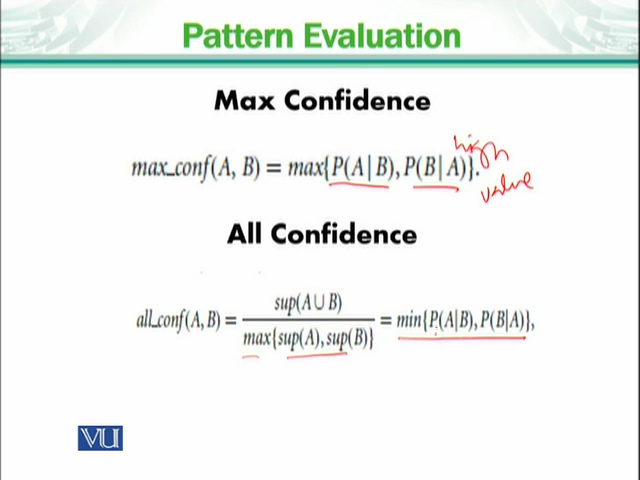 Pattern Evaluation
Max Confidence
max_conf(A, B) = max{P(A|B), P(B|A)}.
high
value
All Confidence
all_conf(A,B) = sup(A∪B) / max{sup(A),sup(B)} = min{P(A|B),P(B|A)},
VU